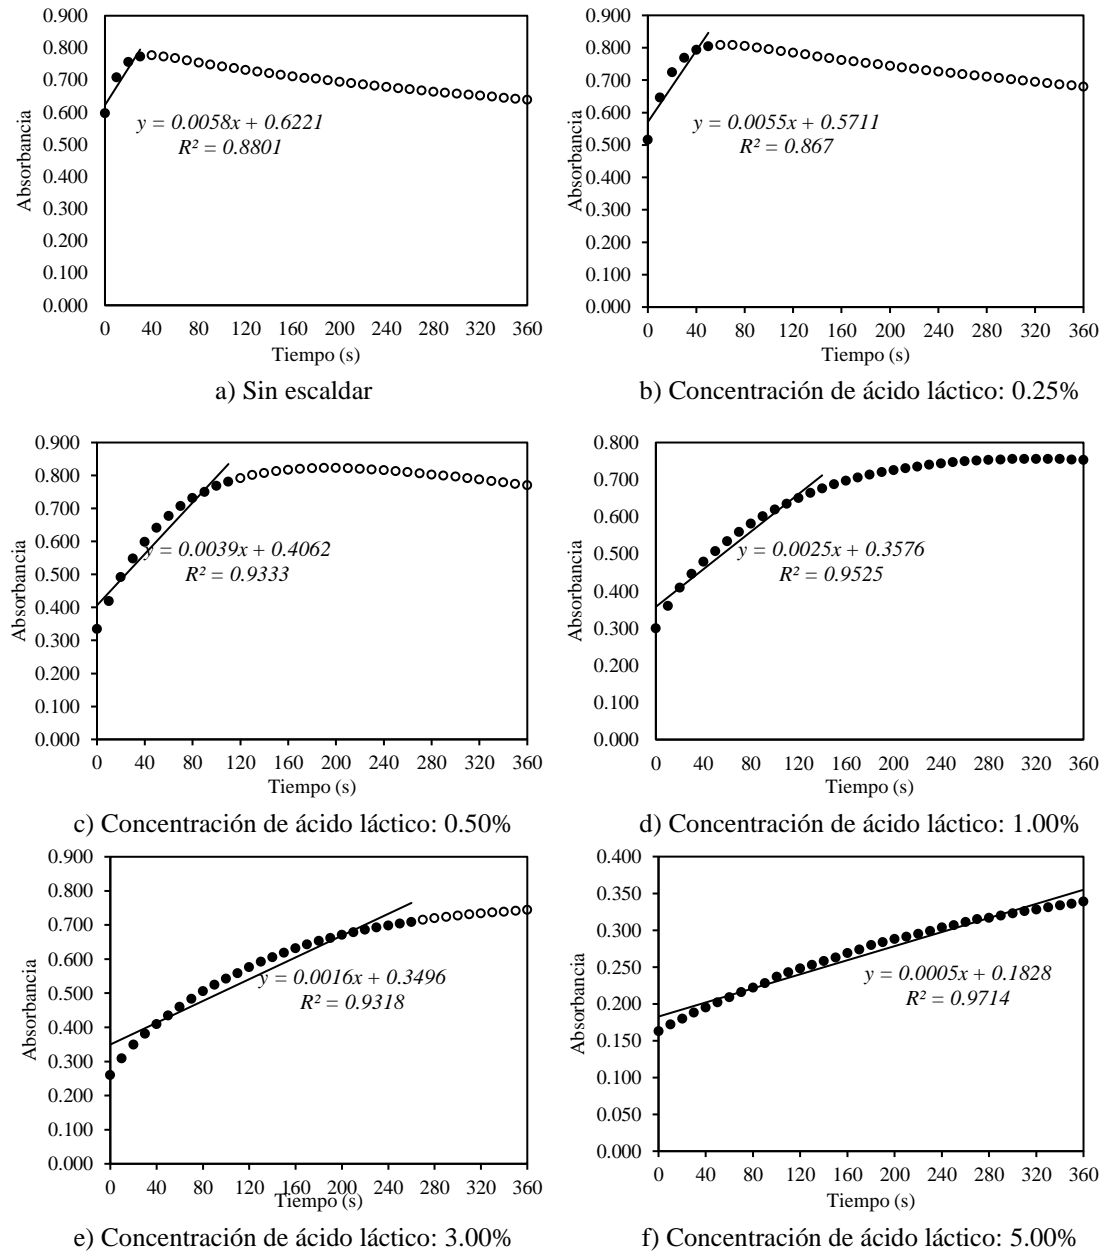 0.900
0.800
0.700
0.600
0.500
0.400
0.300
0.200
0.100
0.000
Absorbancia
y = 0.0058x + 0.6221
R² = 0.8801
0 40 80 120 160 200 240 280 320 360
Tiempo (s)
a) Sin escaldar
0.900
0.800
0.700
0.600
0.500
0.400
0.300
0.200
0.100
0.000
Absorbancia
y = 0.0055x + 0.5711
R² = 0.867
0 40 80 120 160 200 240 280 320 360
Tiempo (s)
b) Concentración de ácido láctico: 0.25%
0.900
0.800
0.700
0.600
0.500
0.400
0.300
0.200
0.100
0.000
Absorbancia
y = 0.0039x + 0.4062
R² = 0.9333
0 40 80 120 160 200 240 280 320 360
Tiempo (s)
c) Concentración de ácido láctico: 0.50%
0.800
0.700
0.600
0.500
0.400
0.300
0.200
0.100
0.000
Absorbancia
y = 0.0025x + 0.3576
R² = 0.9525
0 40 80 120 160 200 240 280 320 360
Tiempo (s)
d) Concentración de ácido láctico: 1.00%
0.900
0.800
0.700
0.600
0.500
0.400
0.300
0.200
0.100
0.000
Absorbancia
y = 0.0016x + 0.3496
R² = 0.9318
0 40 80 120 160 200 240 280 320 360
Tiempo (s)
e) Concentración de ácido láctico: 3.00%
0.400
0.350
0.300
0.250
0.200
0.150
0.100
0.050
0.000
Absorbancia
y = 0.0005x + 0.1828
R² = 0.9714
0 40 80 120 160 200 240 280 320 360
Tiempo (s)
f) Concentración de ácido láctico: 5.00%